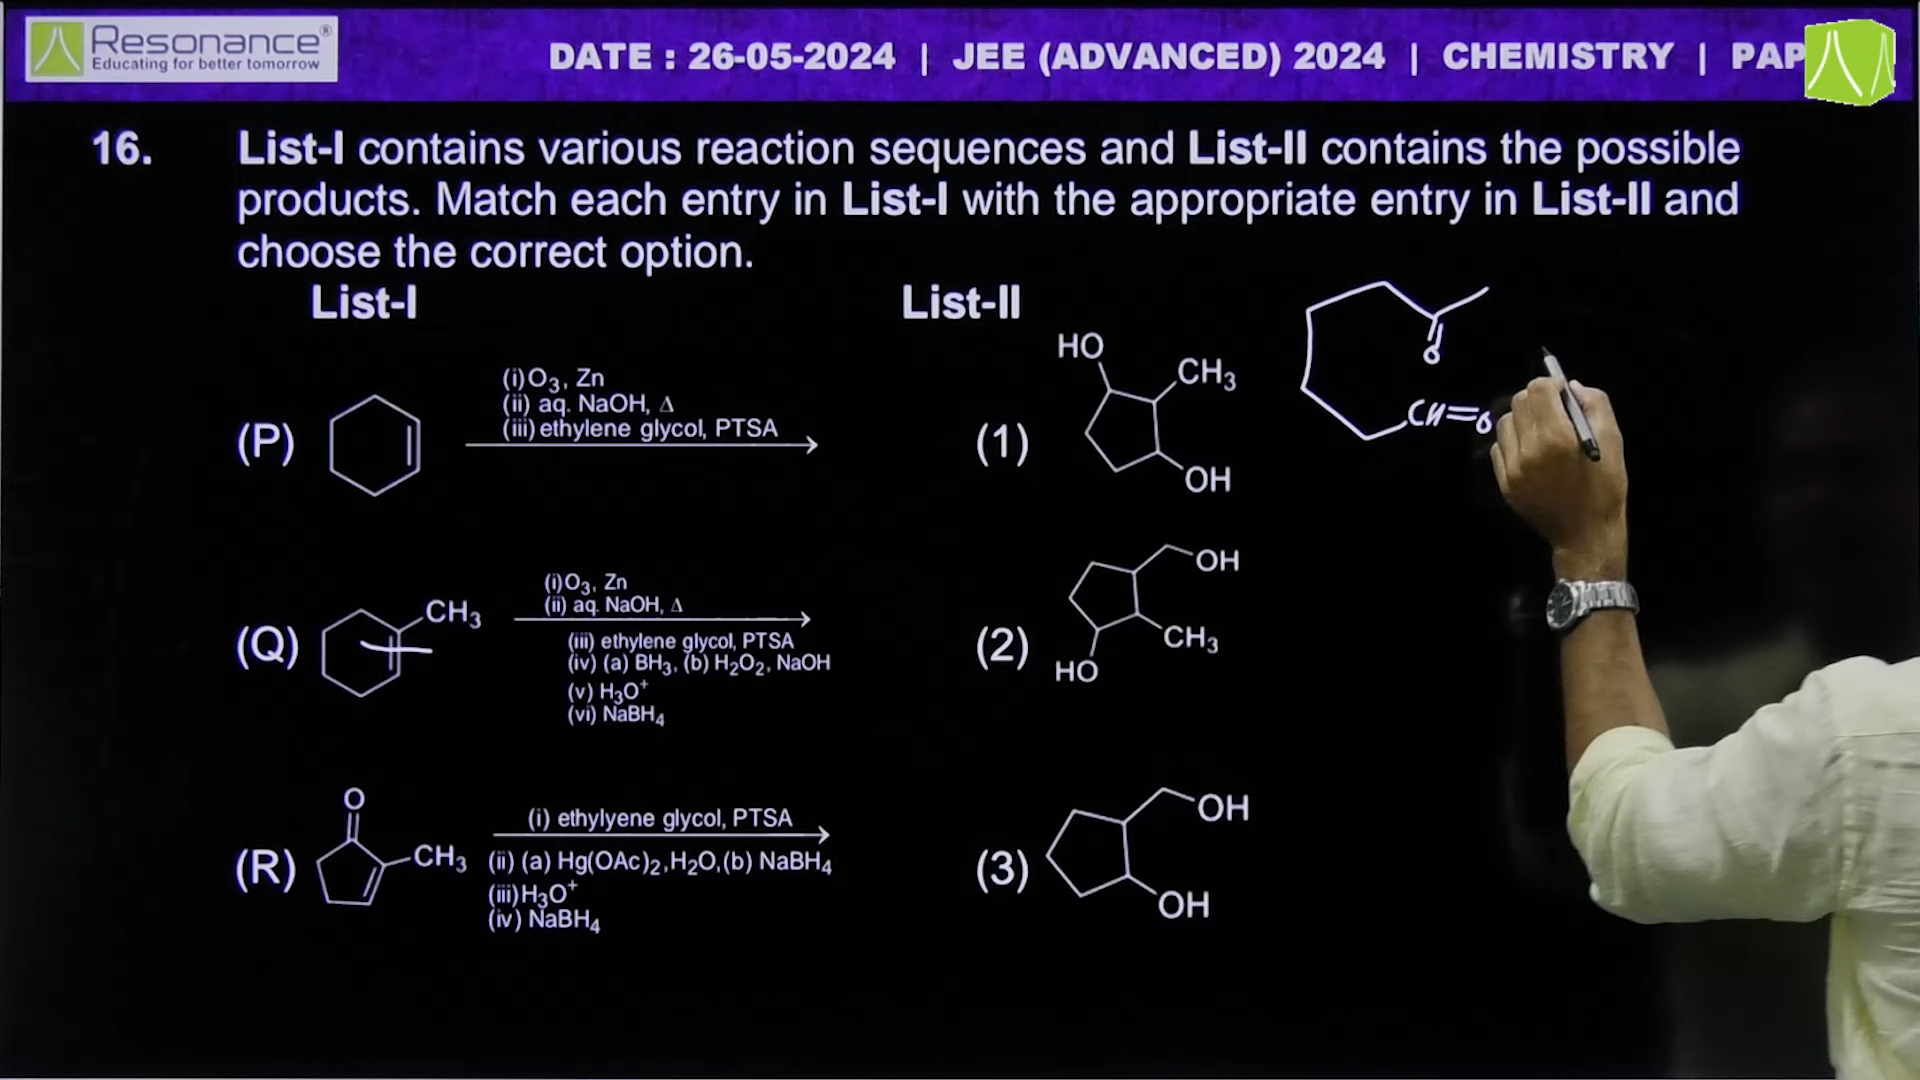 Resonance®
Educating for better tomorrow
DATE : 26-05-2024 | JEE (ADVANCED) 2024 | CHEMISTRY | PAP
16. List-I contains various reaction sequences and List-II contains the possible
products. Match each entry in List-I with the appropriate entry in List-II and
choose the correct option.
List-I
List-II
(P)
(i) O₃, Zn
(ii) aq. NaOH, Δ
(iii) ethylene glycol, PTSA
(1)
HO
CH₃
OH
O
CH=O
(Q)
CH₃
(i) O₃, Zn
(ii) aq. NaOH, Δ
(iii) ethylene glycol, PTSA
(iv) (a) BH₃, (b) H₂O₂, NaOH
(v) H₃O⁺
(vi) NaBH₄
(2)
OH
CH₃
HO
(R)
O
CH₃
(i) ethylyene glycol, PTSA
(ii) (a) Hg(OAc)₂,H₂O,(b) NaBH₄
(iii) H₃O⁺
(iv) NaBH₄
(3)
OH
OH